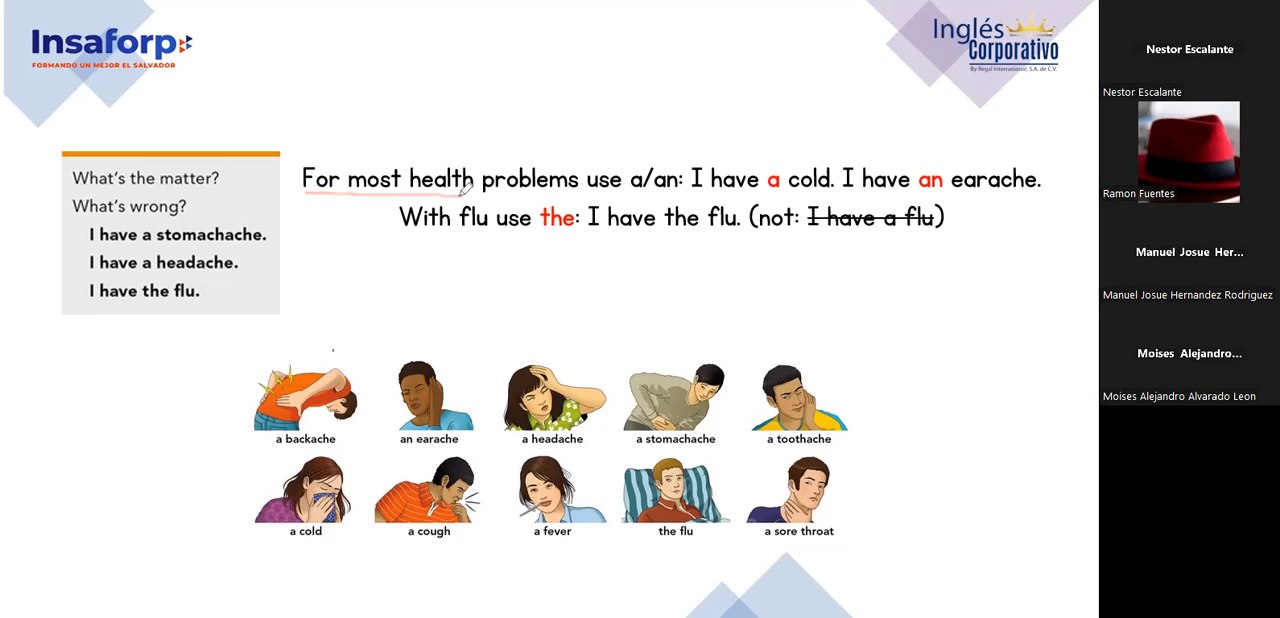 Insaforp
FORMANDO UN MEJOR EL SALVADOR
Inglés
Corporativo
By Regal International, S.A. de C.V.
What's the matter?
What's wrong?
I have a stomachache.
I have a headache.
I have the flu.
For most health problems use a/an: I have a cold. I have an earache.
With flu use the: I have the flu. (not: I have a flu)
a backache
an earache
a headache
a stomachache
a toothache
a cold
a cough
a fever
the flu
a sore throat
Nestor Escalante
Nestor Escalante
Ramon Fuentes
Manuel Josue Her...
Manuel Josue Hernandez Rodriguez
Moises Alejandro...
Moises Alejandro Alvarado Leon